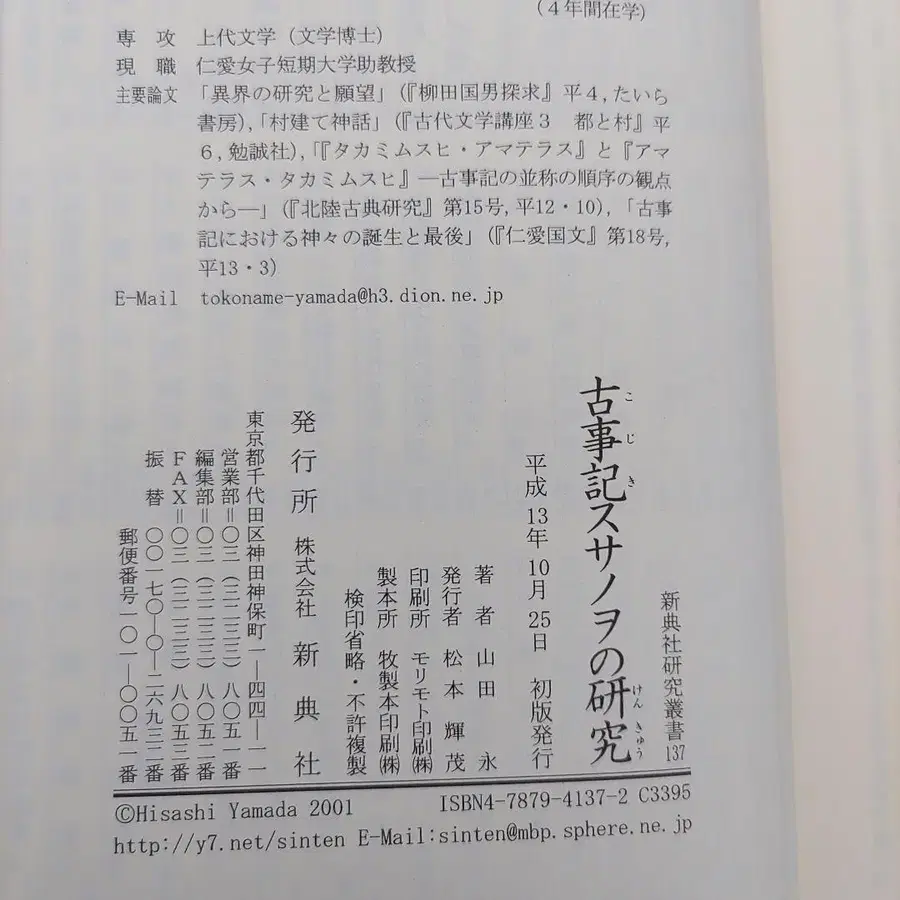 (4年間在学)
専　攻　上代文学（文学博士）
現　職　仁愛女子短期大学助教授
主要論文　「異界の研究と願望」(『柳田国男探求』平４,たいら
書房),「村建て神話」(『古代文学講座３　都と村』平
６,勉誠社),「『タカミムスヒ・アマテラス』と『アマ
テラス・タカミムスヒ』―古事記の並称の順序の観点
から―」(『北陸古典研究』第15号,平12・10),「古事
記における神々の誕生と最後」(『仁愛国文』第18号,
平13・3)
E-Mail　tokoname-yamada@h3.dion.ne.jp
新典社研究叢書 137
古事記スサノヲの研究
こじき　けんきゅう
平成 13年 10月 25日　初版発行
著　者　山　田　永
発行者　松　本　輝　茂
印刷所　モリモト印刷㈱
製本所　牧製本印刷㈱
検印省略・不許複製
発　行　所　株式会社　新　典　社
東京都千代田区神田神保町一―四四―一一
営業部＝〇三（三二三三）八〇五一番
編集部＝〇三（三二三三）八〇五二番
ＦＡＸ＝〇三（三二三三）八〇五三番
振　替　〇〇一七〇―〇―二六九三二番
郵便番号一〇一―〇〇五一番
©Hisashi Yamada 2001　ISBN4-7879-4137-2 C3395
http://y7.net/sinten E-Mail:sinten@mbp.sphere.ne.jp